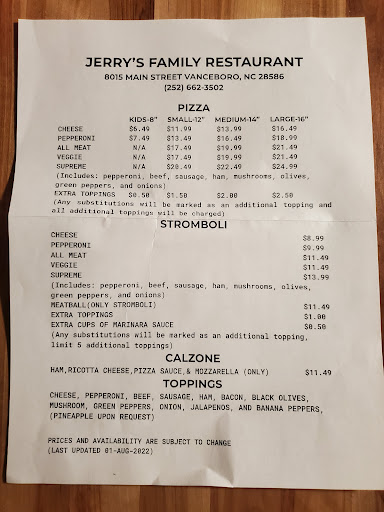 JERRY'S FAMILY RESTAURANT
8015 MAIN STREET VANCEBORO, NC 28586
(252) 662-3502
PIZZA
KIDS-8" SMALL-12" MEDIUM-14" LARGE-16"
CHEESE $6.49 $11.99 $13.99 $16.49
PEPPERONI $7.49 $13.49 $16.49 $18.99
ALL MEAT N/A $17.49 $19.99 $21.49
VEGGIE N/A $17.49 $19.99 $21.49
SUPREME N/A $20.49 $22.49 $24.99
(Includes: pepperoni, beef, sausage, ham, mushrooms, olives,
green peppers, and onions)
EXTRA TOPPINGS $0.50 $1.50 $2.00 $2.50
(Any substitutions will be marked as an additional topping and
all additional toppings will be charged)
STROMBOLI
CHEESE $8.99
PEPPERONI $9.99
ALL MEAT $11.49
VEGGIE $11.49
SUPREME $13.99
(Includes: pepperoni, beef, sausage, ham, mushrooms, olives,
green peppers, and onions)
MEATBALL(ONLY STROMBOLI) $11.49
EXTRA TOPPINGS $1.00
EXTRA CUPS OF MARINARA SAUCE $0.50
(Any substitutions will be marked as an additional topping,
limit 5 additional toppings)
CALZONE
HAM,RICOTTA CHEESE,PIZZA SAUCE,& MOZZARELLA (ONLY) $11.49
TOPPINGS
CHEESE, PEPPERONI, BEEF, SAUSAGE, HAM, BACON, BLACK OLIVES,
MUSHROOM, GREEN PEPPERS, ONION, JALAPENOS, AND BANANA PEPPERS,
(PINEAPPLE UPON REQUEST)
PRICES AND AVAILABILITY ARE SUBJECT TO CHANGE
(LAST UPDATED 01-AUG-2022)